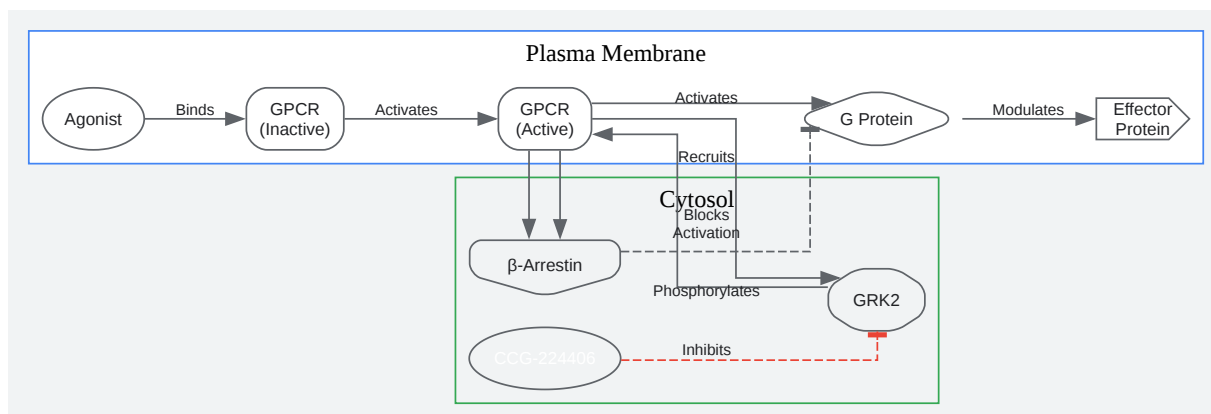 Plasma Membrane
Agonist
Binds
GPCR
(Inactive)
Activates
GPCR
(Active)
Activates
G Protein
Modulates
Effector
Protein
Recruits
Cytosol
Blocks
Activation
β-Arrestin
Phosphorylates
GRK2
CCG-224406
Inhibits